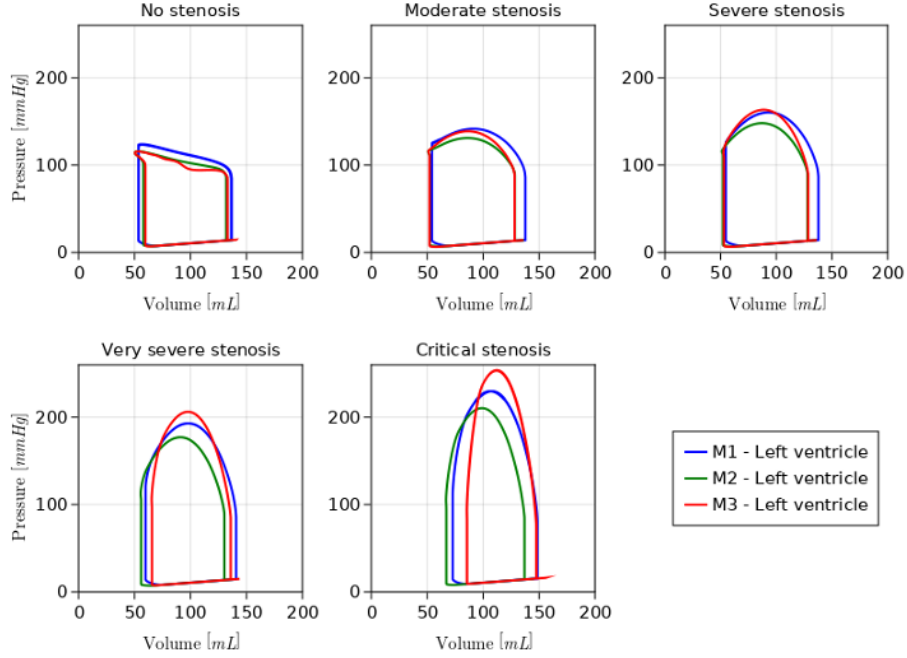 No stenosis
Moderate stenosis
Severe stenosis
Pressure [mmHg]
200
100
0
0 50 100 150 200
Volume [mL]
200
100
0
0 50 100 150 200
Volume [mL]
Pressure [mmHg]
200
100
0
0 50 100 150 200
Volume [mL]
Very severe stenosis
Critical stenosis
Pressure [mmHg]
200
100
0
0 50 100 150 200
Volume [mL]
200
100
0
0 50 100 150 200
Volume [mL]
M1 - Left ventricle
M2 - Left ventricle
M3 - Left ventricle